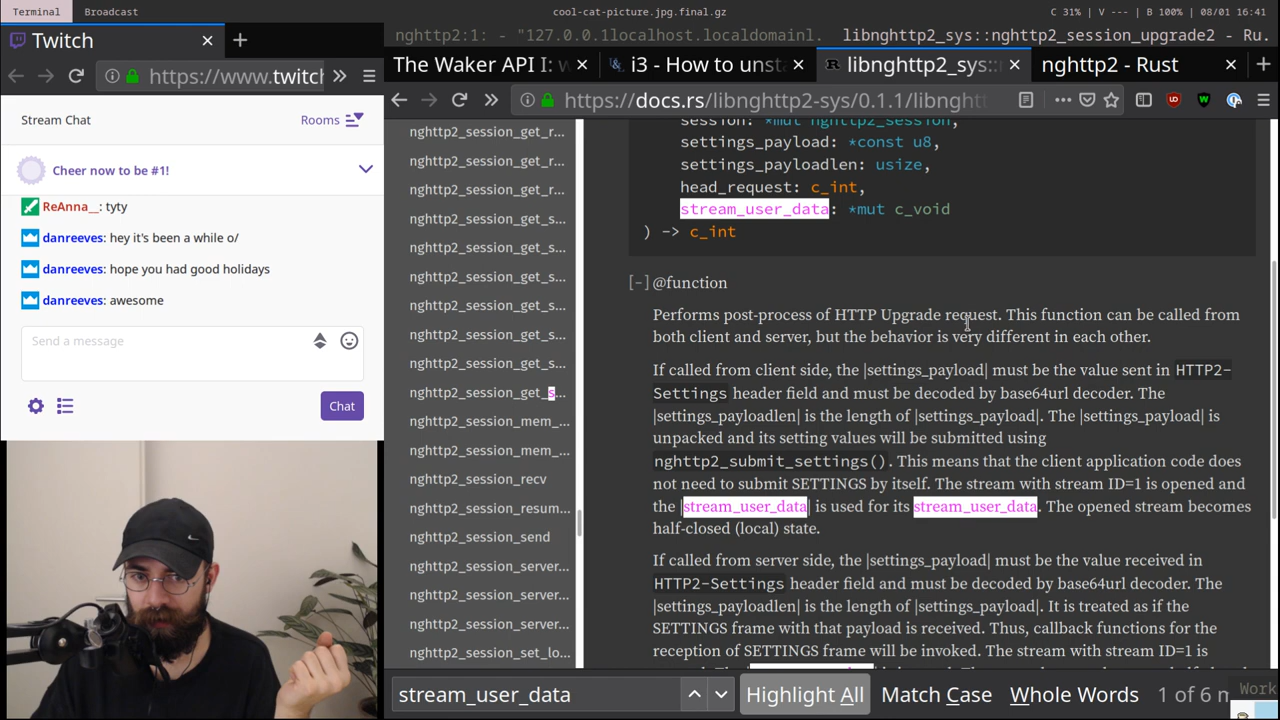 Terminal
Broadcast
cool-cat-picture.jpg.final.gz
C 31% | V --- | B 100% | 08/01 16:41
Twitch
https://www.twitch
Stream Chat
Rooms
Cheer now to be #1!
ReAnna__: tyty
danreeves: hey it's been a while o/
danreeves: hope you had good holidays
danreeves: awesome
Send a message
Chat
nghttp2:1: - "127.0.0.1localhost.localdomainl.
libnghttp2_sys::nghttp2_session_upgrade2 - Ru.
The Waker API I: w
i3 - How to unsta
libnghttp2_sys::
nghttp2 - Rust
https://docs.rs/libnghttp2-sys/0.1.1/libnghtt
nghttp2_session_get_r...
nghttp2_session_get_r...
nghttp2_session_get_r...
nghttp2_session_get_s...
nghttp2_session_get_s...
nghttp2_session_get_s...
nghttp2_session_get_s...
nghttp2_session_get_s...
nghttp2_session_get_s...
nghttp2_session_get_s...
nghttp2_session_mem_...
nghttp2_session_mem_...
nghttp2_session_recv
nghttp2_session_resum...
nghttp2_session_send
nghttp2_session_server...
nghttp2_session_server...
nghttp2_session_server...
nghttp2_session_set_lo...
session: *mut nghttp2_session,
settings_payload: *const u8,
settings_payloadlen: usize,
head_request: c_int,
stream_user_data: *mut c_void
) -> c_int
[-] @function
Performs post-process of HTTP Upgrade request. This function can be called from
both client and server, but the behavior is very different in each other.
If called from client side, the |settings_payload| must be the value sent in HTTP2-
Settings header field and must be decoded by base64url decoder. The
|settings_payloadlen| is the length of |settings_payload|. The |settings_payload| is
unpacked and its setting values will be submitted using
nghttp2_submit_settings(). This means that the client application code does
not need to submit SETTINGS by itself. The stream with stream ID=1 is opened and
the |stream_user_data| is used for its stream_user_data. The opened stream becomes
half-closed (local) state.
If called from server side, the |settings_payload| must be the value received in
HTTP2-Settings header field and must be decoded by base64url decoder. The
|settings_payloadlen| is the length of |settings_payload|. It is treated as if the
SETTINGS frame with that payload is received. Thus, callback functions for the
reception of SETTINGS frame will be invoked. The stream with stream ID=1 is
stream_user_data
Highlight All
Match Case
Whole Words
1 of 6 m
Work